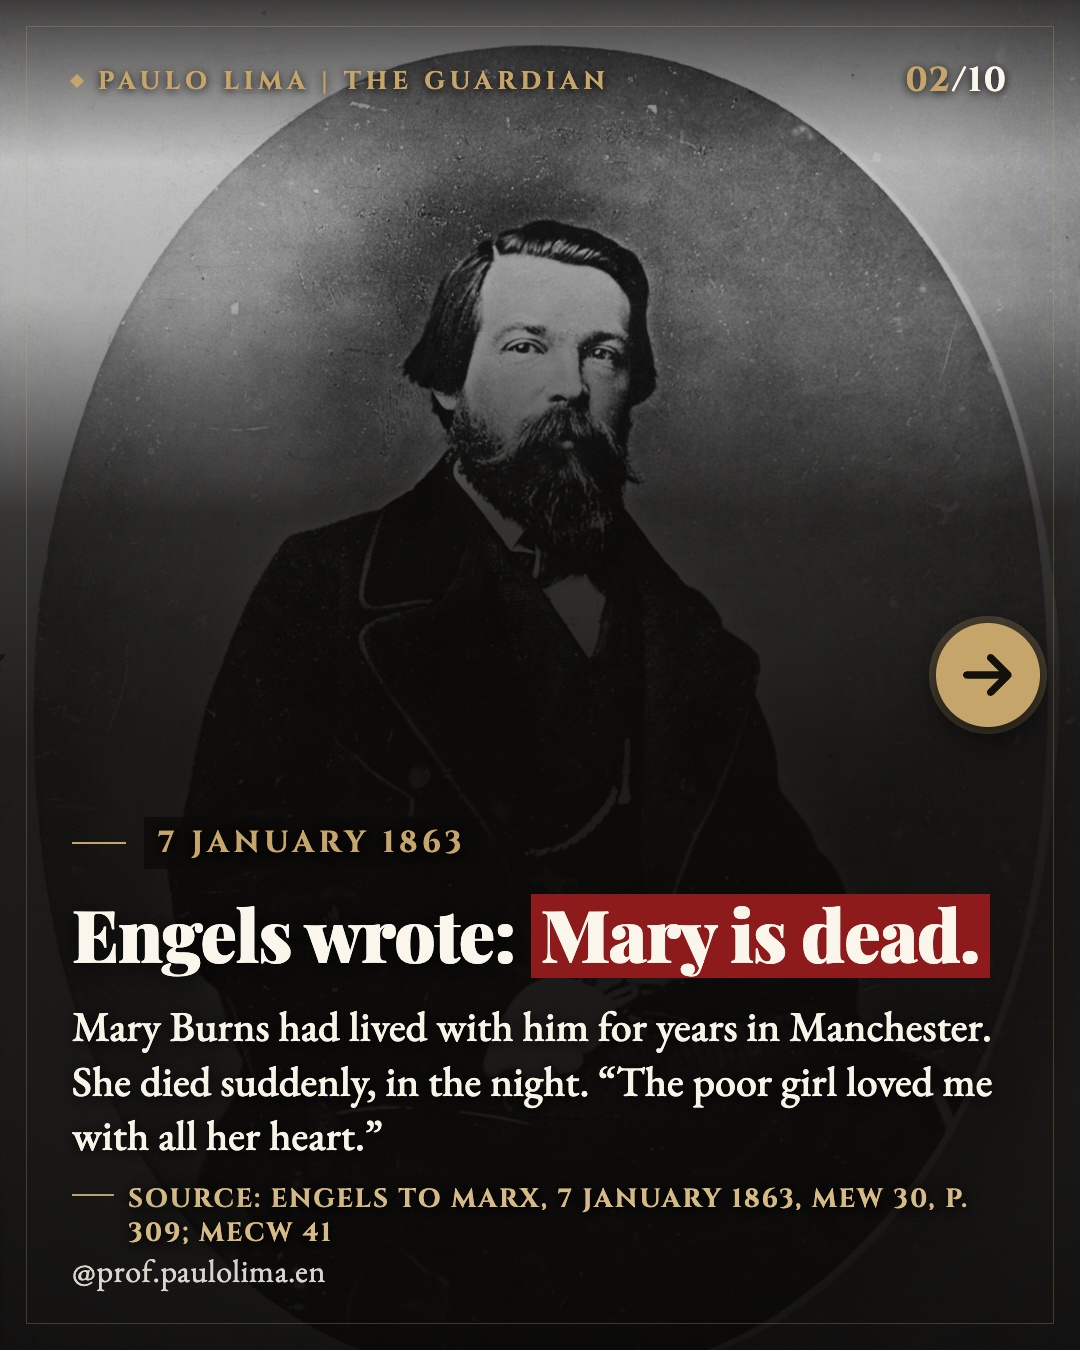 PAULO LIMA | THE GUARDIAN
02/10
7 JANUARY 1863
Engels wrote: Mary is dead.
Mary Burns had lived with him for years in Manchester.
She died suddenly, in the night. “The poor girl loved me
with all her heart.”
SOURCE: ENGELS TO MARX, 7 JANUARY 1863, MEW 30, P.
309; MECW 41
@prof.paulolima.en